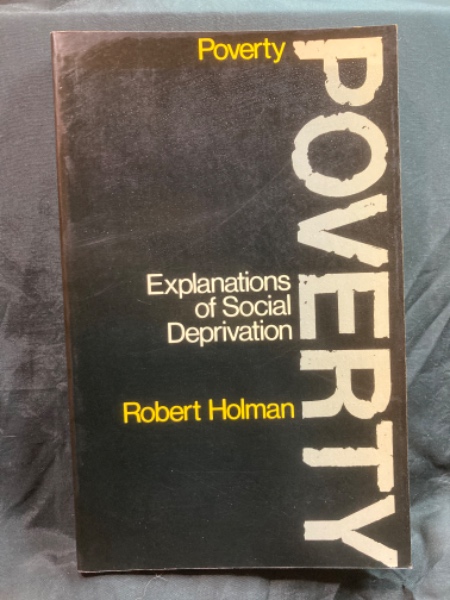 Poverty
POVERTY
Explanations
of Social
Deprivation
Robert Holman